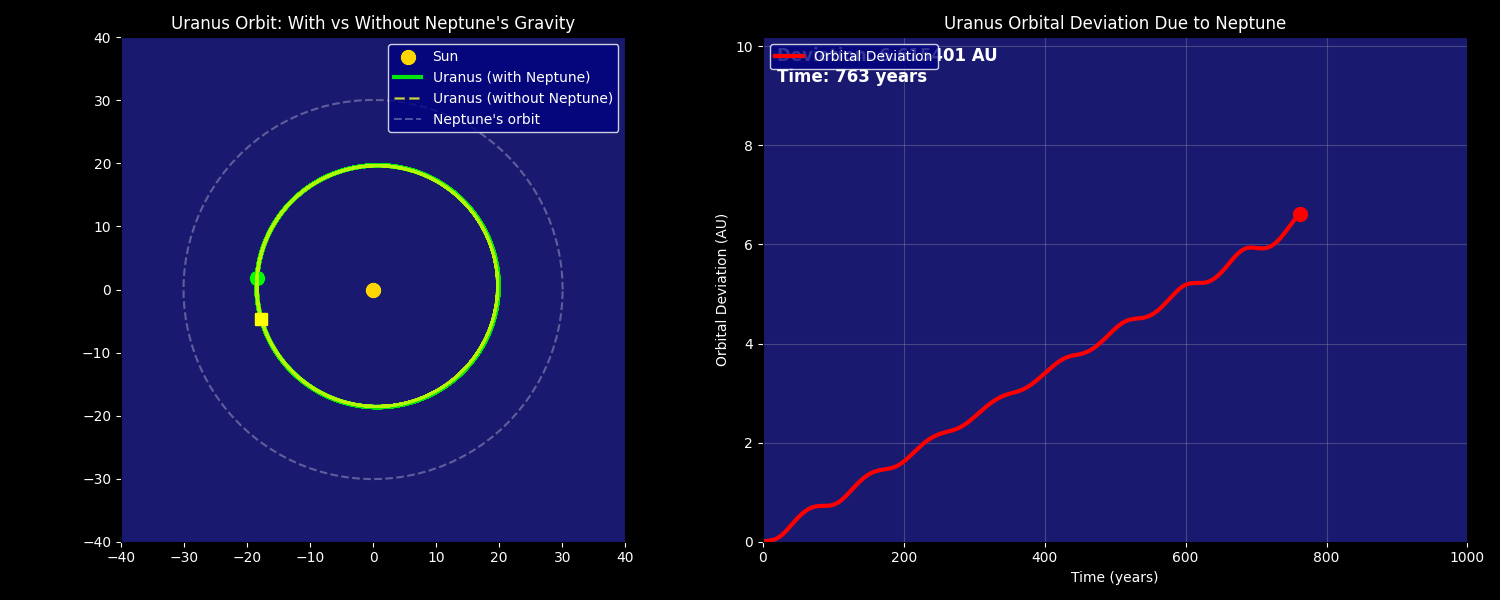 Uranus Orbit: With vs Without Neptune's Gravity
40
30
20
10
0
−10
−20
−30
−40
−40
−30
−20
−10
0
10
20
30
40
Sun
Uranus (with Neptune)
Uranus (without Neptune)
Neptune's orbit
Uranus Orbital Deviation Due to Neptune
Orbital Deviation (AU)
10
8
6
4
2
0
0
200
400
600
800
1000
Time (years)
Deviation: 6.615401 AU
Orbital Deviation
Time: 763 years